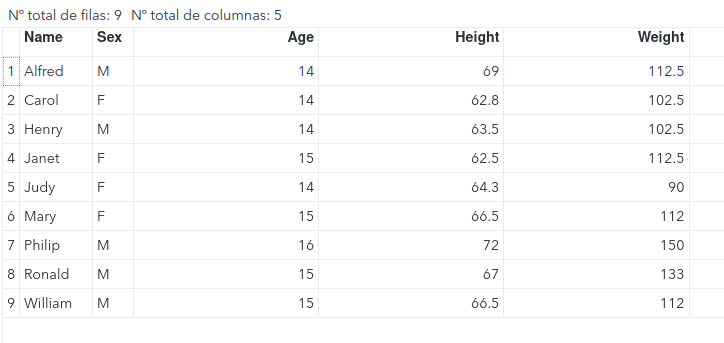 Nº total de filas: 9 Nº total de columnas: 5
Name Sex Age Height Weight
1 Alfred M 14 69 112.5
2 Carol F 14 62.8 102.5
3 Henry M 14 63.5 102.5
4 Janet F 15 62.5 112.5
5 Judy F 14 64.3 90
6 Mary F 15 66.5 112
7 Philip M 16 72 150
8 Ronald M 15 67 133
9 William M 15 66.5 112